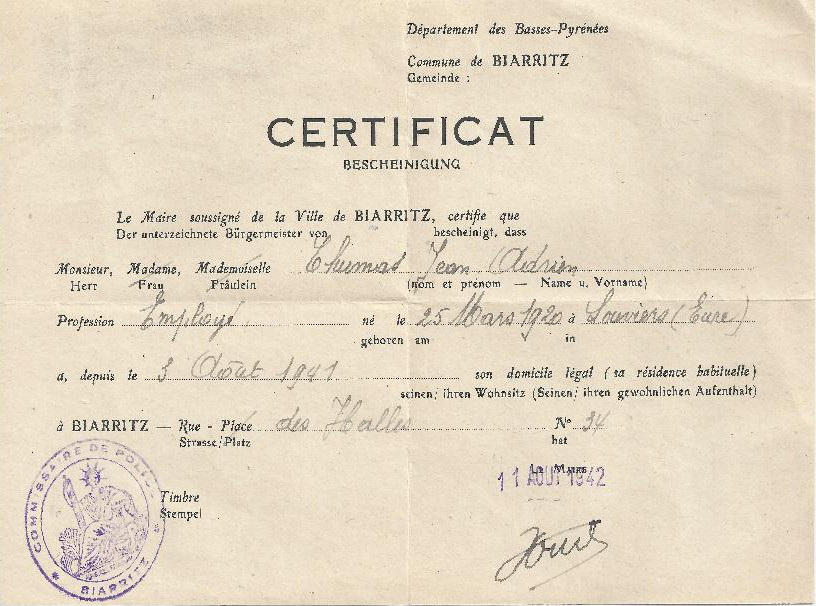 Département des Basses-Pyrénées
Commune de BIARRITZ
Gemeinde :
CERTIFICAT
BESCHEINIGUNG
Le Maire soussigné de la Ville de BIARRITZ, certifie que
Der unterzeichnete Bürgermeister von bescheinigt, dass
Monsieur, Madame, Mademoiselle Thumas Jean Adrien
Herr Frau Fräulein (nom et prénom — Name u. Vorname)
Profession Employé né le 25 Mars 1920 à Louviers (Eure)
geboren am in
a, depuis le 3 Août 1941 son domicile légal (sa résidence habituelle)
seinen/ihren Wohnsitz (Seinen/ihren gewohnlichen Aufenthalt)
à BIARRITZ — Rue - Place des Halles N° 34
Strasse/Platz hat
LE MAIRE
11 AOUT 1942
Timbre
Stempel
COMMISSAIRE DE POLICE
* BIARRITZ *